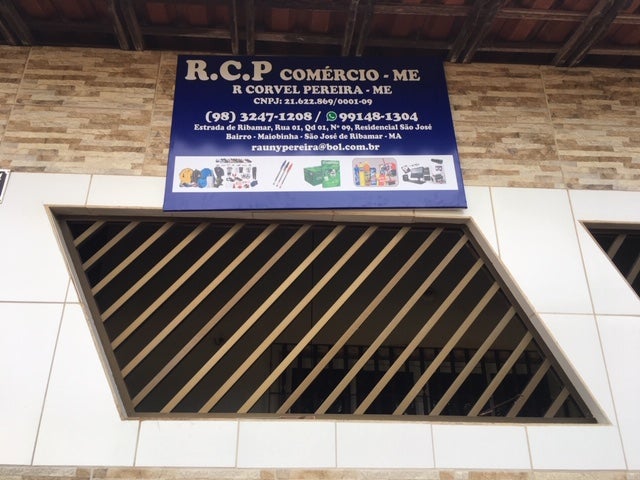 R.C.P COMÉRCIO - ME
R CORVEL PEREIRA - ME
CNPJ: 21.622.869/0001-09
(98) 3247-1208 / 99148-1304
Estrada de Ribamar, Rua 01, Qd 01, Nº 09, Residencial São José
Bairro - Maiobinha - São José de Ribamar - MA
raunypereira@bol.com.br